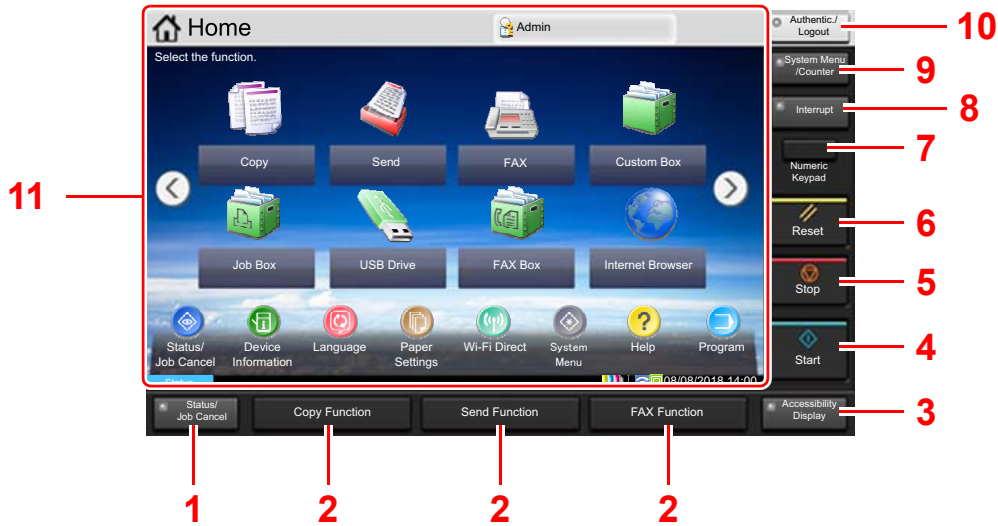 Home
Admin
Select the function.
Copy
Send
FAX
Custom Box
Job Box
USB Drive
FAX Box
Internet Browser
Status/
Job Cancel
Device
Information
Language
Paper
Settings
Wi-Fi Direct
System
Menu
Help
Program
Status
08/08/2018 14:00
Authentic./
Logout
10
System Menu
/Counter
9
Interrupt
8
7
Numeric
Keypad
Reset
6
Stop
5
Start
4
Accessibility
Display
3
11
Status/
Job Cancel
Copy Function
Send Function
FAX Function
1
2
2
2